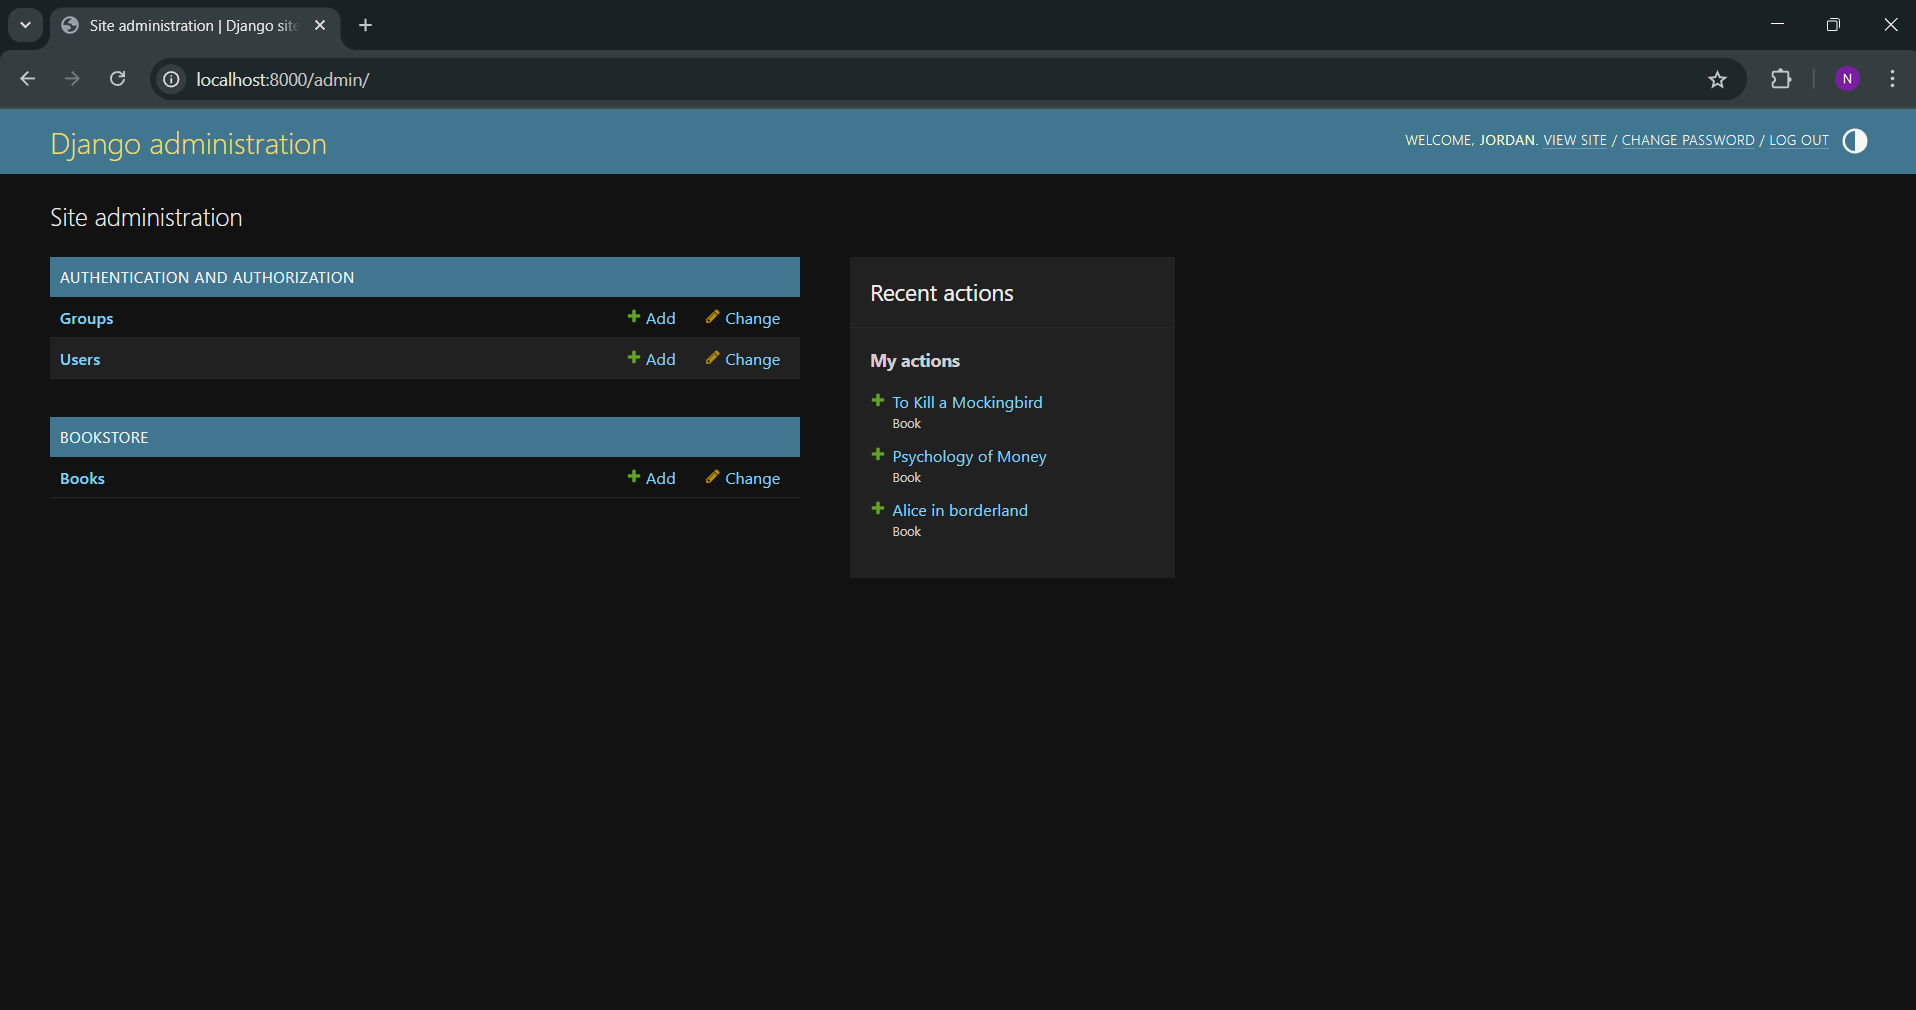 Site administration | Django site
localhost:8000/admin/
N
Django administration
WELCOME, JORDAN. VIEW SITE / CHANGE PASSWORD / LOG OUT
Site administration
AUTHENTICATION AND AUTHORIZATION
Groups Add Change
Users Add Change
BOOKSTORE
Books Add Change
Recent actions
My actions
To Kill a Mockingbird
Book
Psychology of Money
Book
Alice in borderland
Book